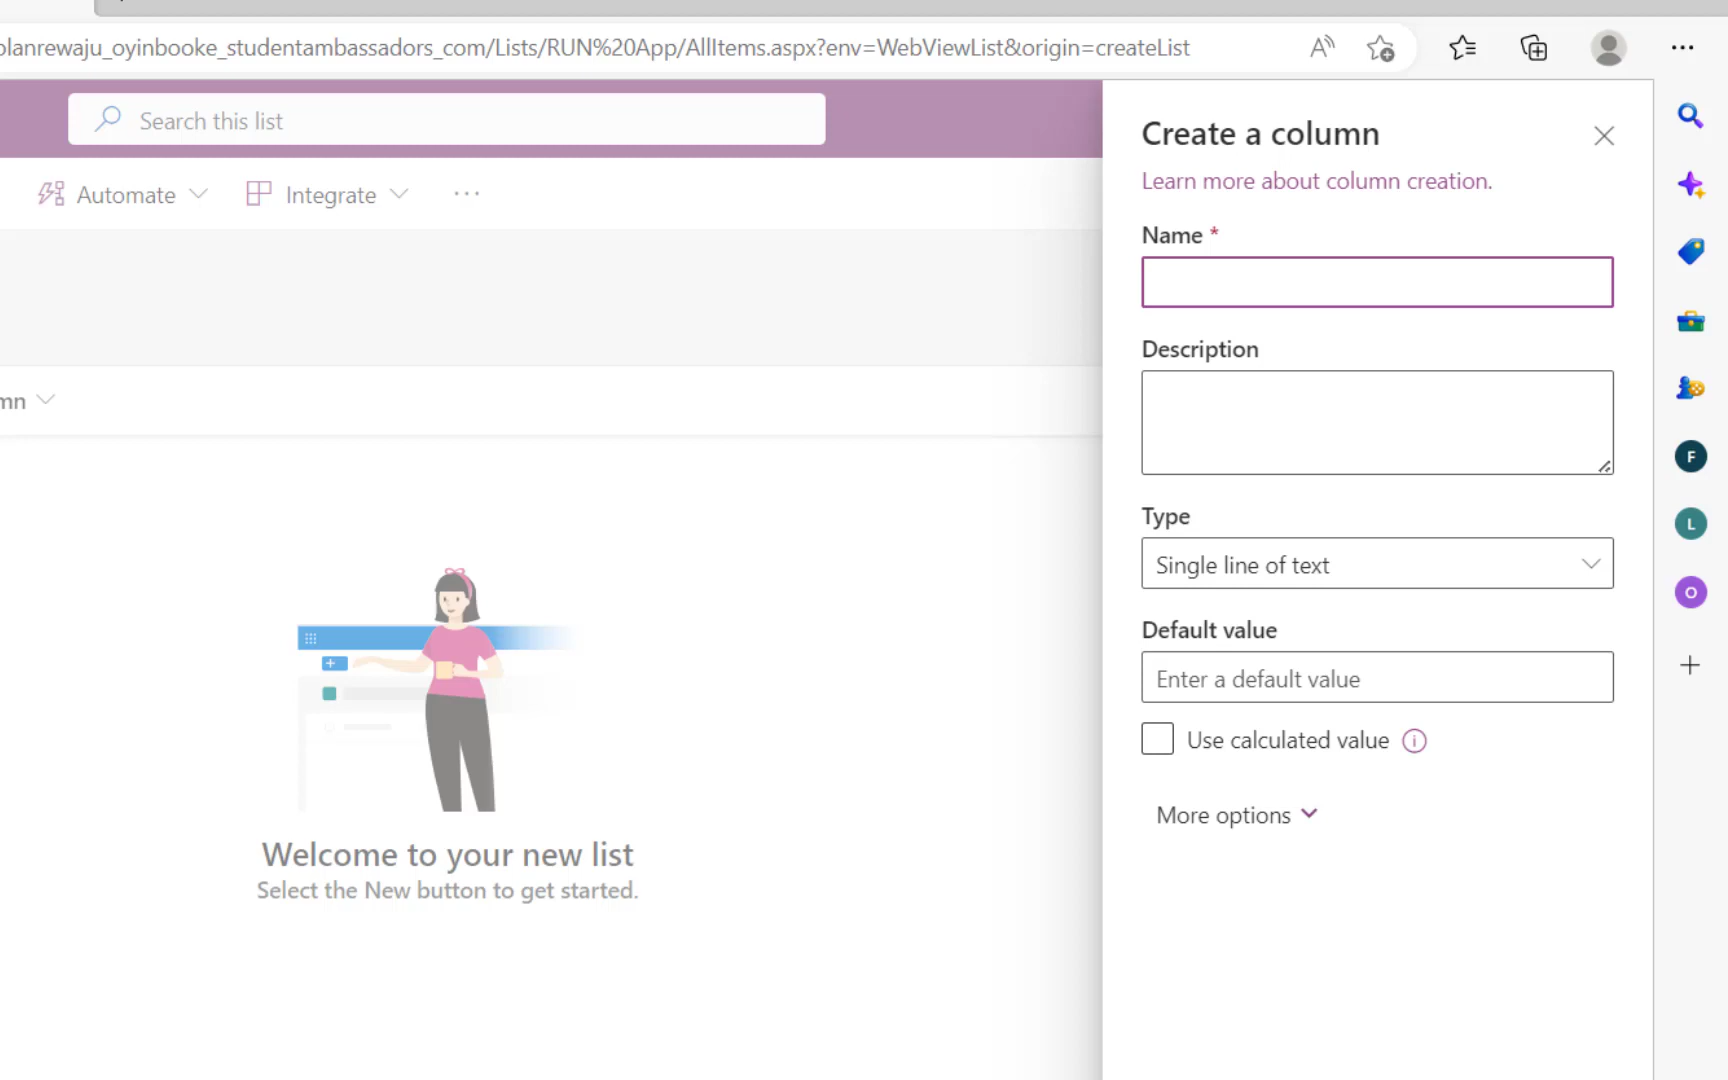 olanrewaju_oyinbooke_studentambassadors_com/Lists/RUN%20App/AllItems.aspx?env=WebViewList&origin=createList
Search this list
Automate
Integrate
mn
Welcome to your new list
Select the New button to get started.
Create a column
Learn more about column creation.
Name *
Description
Type
Single line of text
Default value
Enter a default value
Use calculated value
More options
F
L
O